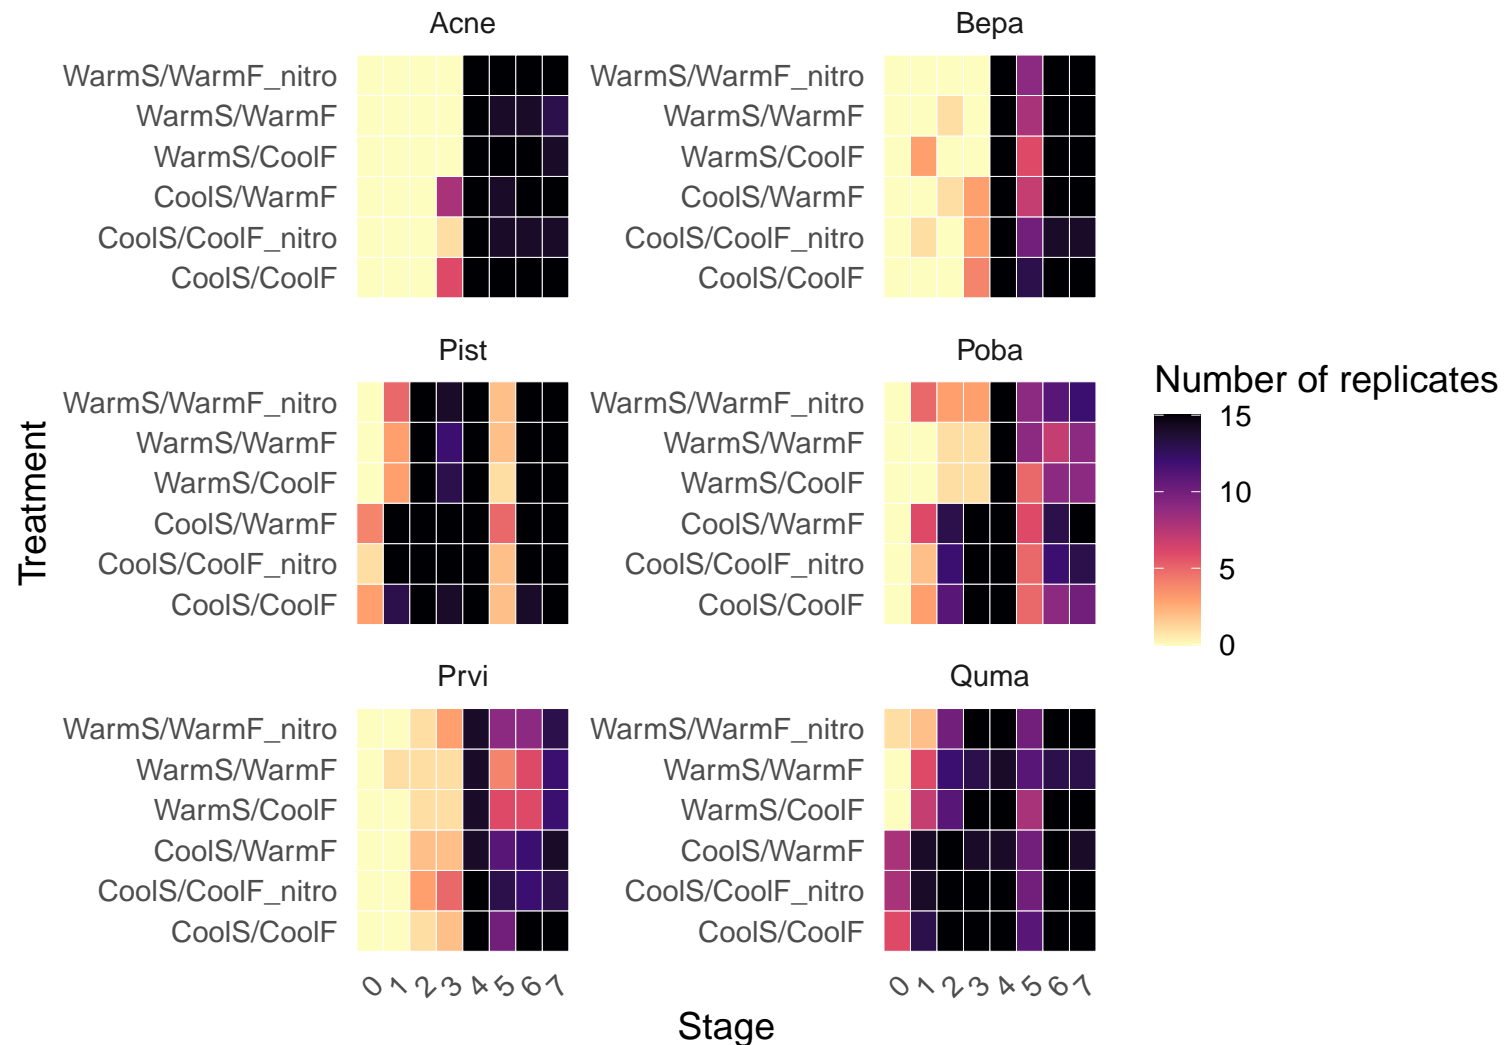 Acne
Bepa
WarmS/WarmF_nitro
WarmS/WarmF
WarmS/CoolF
CoolS/WarmF
CoolS/CoolF_nitro
CoolS/CoolF
WarmS/WarmF_nitro
WarmS/WarmF
WarmS/CoolF
CoolS/WarmF
CoolS/CoolF_nitro
CoolS/CoolF
Pist
Poba
Treatment
WarmS/WarmF_nitro
WarmS/WarmF
WarmS/CoolF
CoolS/WarmF
CoolS/CoolF_nitro
CoolS/CoolF
WarmS/WarmF_nitro
WarmS/WarmF
WarmS/CoolF
CoolS/WarmF
CoolS/CoolF_nitro
CoolS/CoolF
Number of replicates
15
10
5
0
Prvi
Quma
WarmS/WarmF_nitro
WarmS/WarmF
WarmS/CoolF
CoolS/WarmF
CoolS/CoolF_nitro
CoolS/CoolF
WarmS/WarmF_nitro
WarmS/WarmF
WarmS/CoolF
CoolS/WarmF
CoolS/CoolF_nitro
CoolS/CoolF
0 1 2 3 4 5 6 7
0 1 2 3 4 5 6 7
Stage